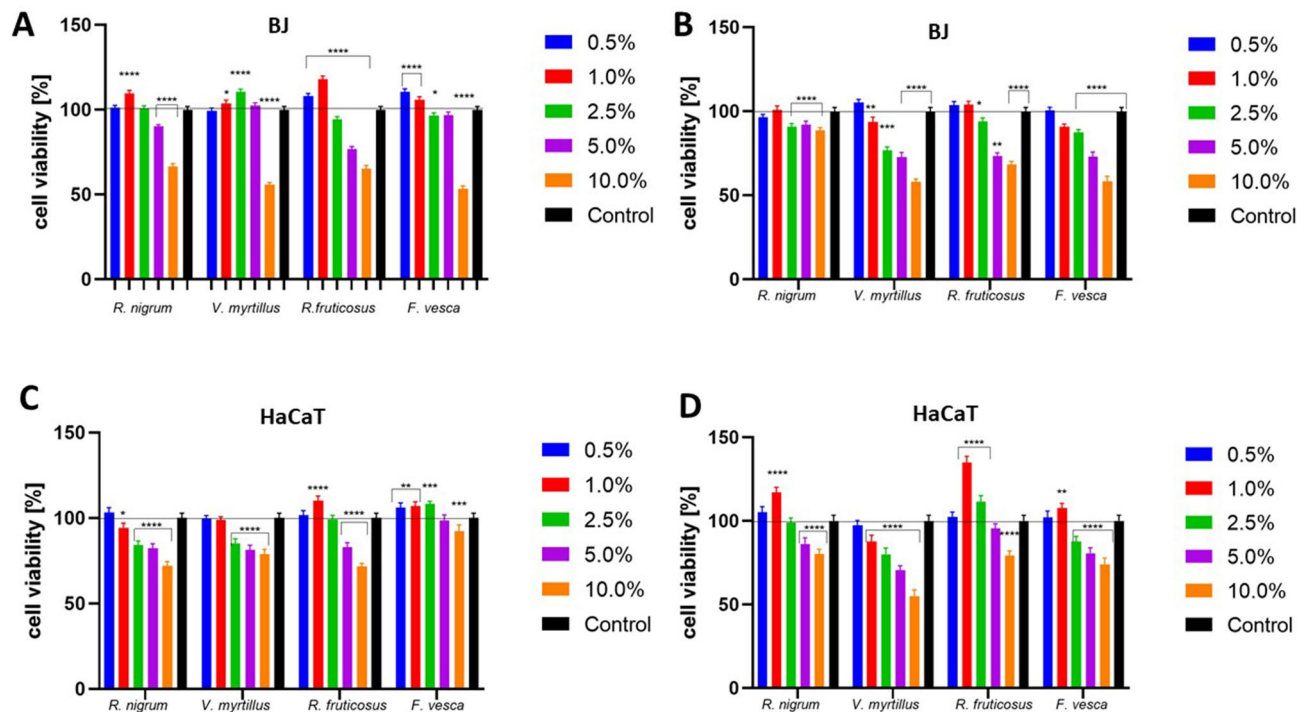 A
BJ
cell viability [%]
150
100
50
0
**** **** * **** **** **** **** * ****
R. nigrum V. myrtillus R.fruticosus F. vesca
0.5%
1.0%
2.5%
5.0%
10.0%
Control
B
BJ
cell viability [%]
150
100
50
0
**** ** *** **** * ** **** ****
R. nigrum V. myrtillus R. fruticosus F. vesca
0.5%
1.0%
2.5%
5.0%
10.0%
Control
C
HaCaT
cell viability [%]
150
100
50
0
* **** **** **** **** ** *** ***
R. nigrum V. myrtillus R. fruticosus F. vesca
0.5%
1.0%
2.5%
5.0%
10.0%
Control
D
HaCaT
cell viability [%]
150
100
50
0
**** **** **** **** **** ** ****
R. nigrum V. myrtillus R. fruticosus F. vesca
0.5%
1.0%
2.5%
5.0%
10.0%
Control